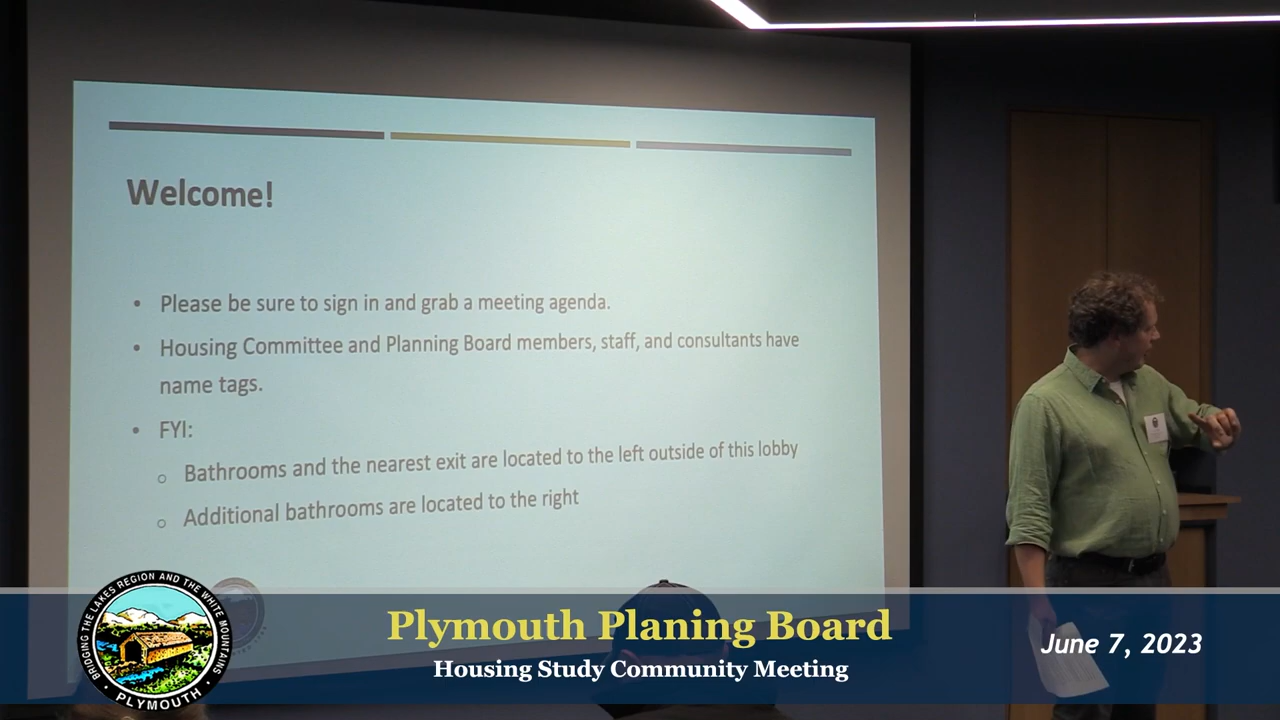 Welcome!
• Please be sure to sign in and grab a meeting agenda.
• Housing Committee and Planning Board members, staff, and consultants have
name tags.
• FYI:
○ Bathrooms and the nearest exit are located to the left outside of this lobby
○ Additional bathrooms are located to the right
BRIDGING THE LAKES REGION AND THE WHITE MOUNTAINS
• PLYMOUTH •
Plymouth Planing Board
Housing Study Community Meeting
June 7, 2023